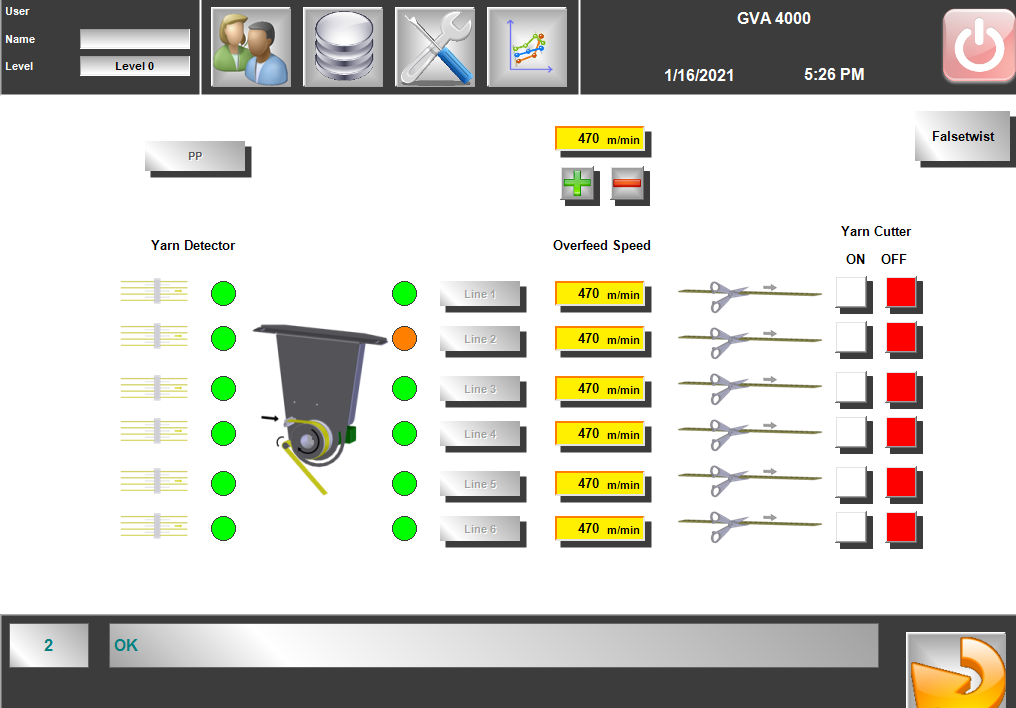 User
Name
Level
Level 0
GVA 4000
1/16/2021
5:26 PM
PP
470 m/min
Falsetwist
Yarn Detector
Overfeed Speed
Yarn Cutter
ON OFF
Line 1
470 m/min
Line 2
470 m/min
Line 3
470 m/min
Line 4
470 m/min
Line 5
470 m/min
Line 6
470 m/min
2
OK